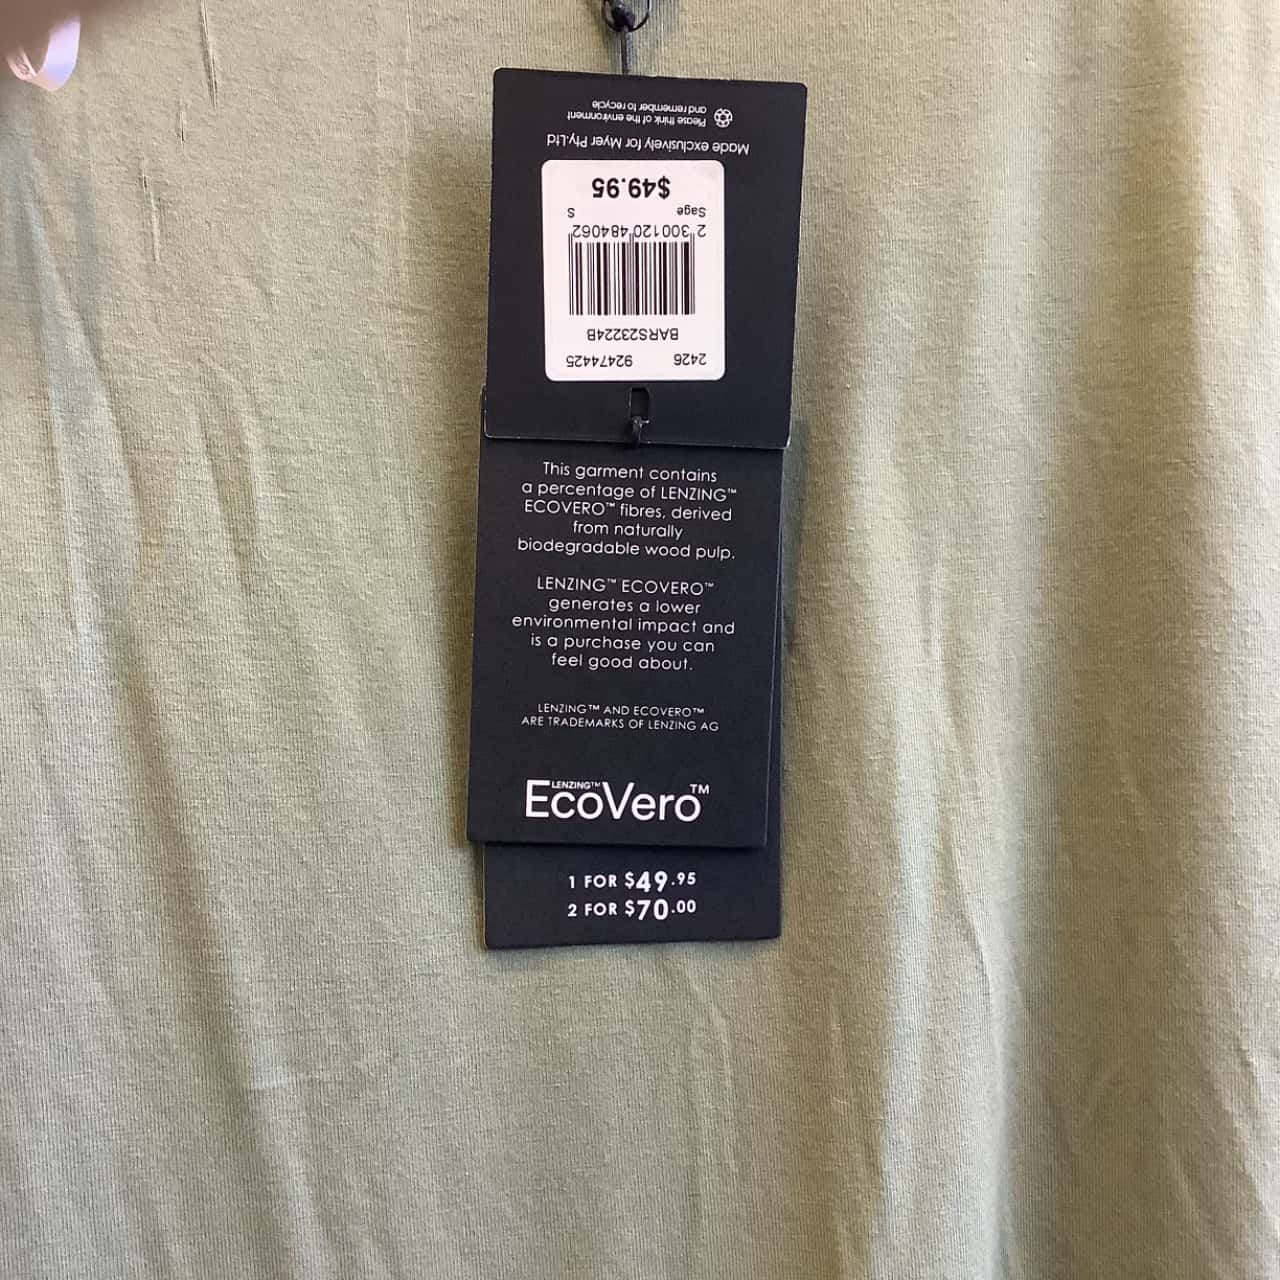 Please think of the environment
and remember to recycle
Made exclusively for Myer Pty.Ltd
$49.95
Sage S
2 300120 484062
BARS23224B
2426 92474425
This garment contains
a percentage of LENZING™
ECOVERO™ fibres, derived
from naturally
biodegradable wood pulp.
LENZING™ ECOVERO™
generates a lower
environmental impact and
is a purchase you can
feel good about.
LENZING™ AND ECOVERO™
ARE TRADEMARKS OF LENZING AG
LENZING™
EcoVero™
1 FOR $49.95
2 FOR $70.00